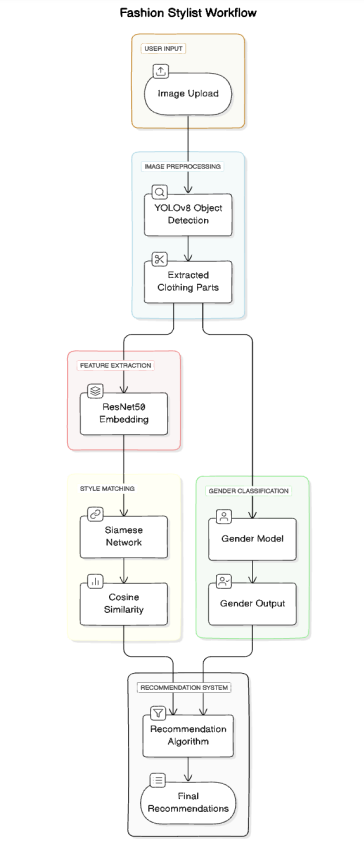 Fashion Stylist Workflow
USER INPUT
Image Upload
IMAGE PREPROCESSING
YOLOv8 Object
Detection
Extracted
Clothing Parts
FEATURE EXTRACTION
ResNet50
Embedding
STYLE MATCHING
Siamese
Network
Cosine
Similarity
GENDER CLASSIFICATION
Gender Model
Gender Output
RECOMMENDATION SYSTEM
Recommendation
Algorithm
Final
Recommendations